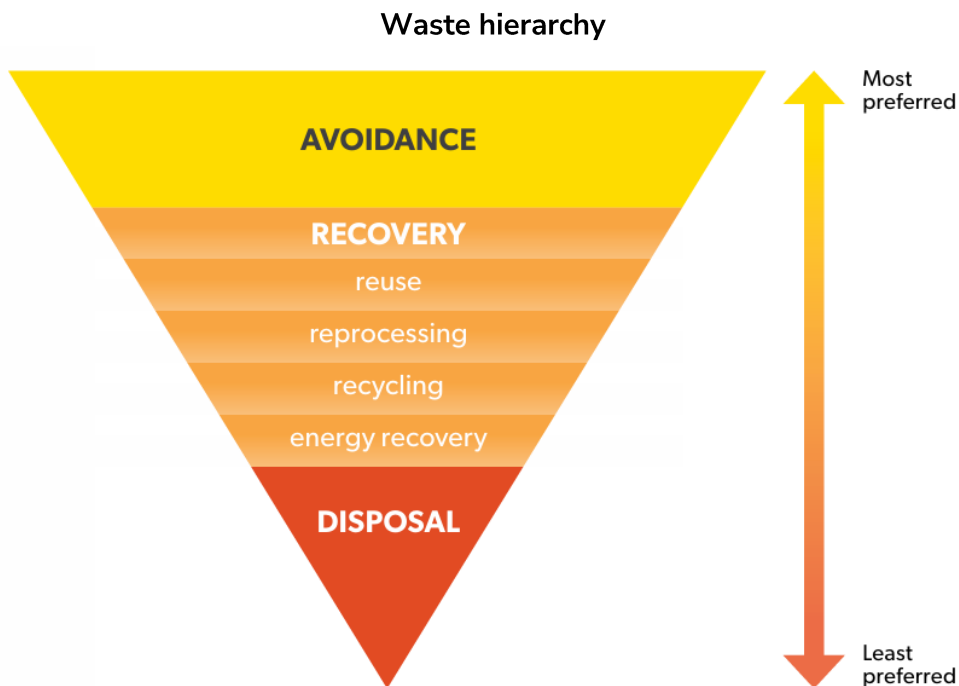 Waste hierarchy
Most
preferred
AVOIDANCE
RECOVERY
reuse
reprocessing
recycling
energy recovery
DISPOSAL
Least
preferred